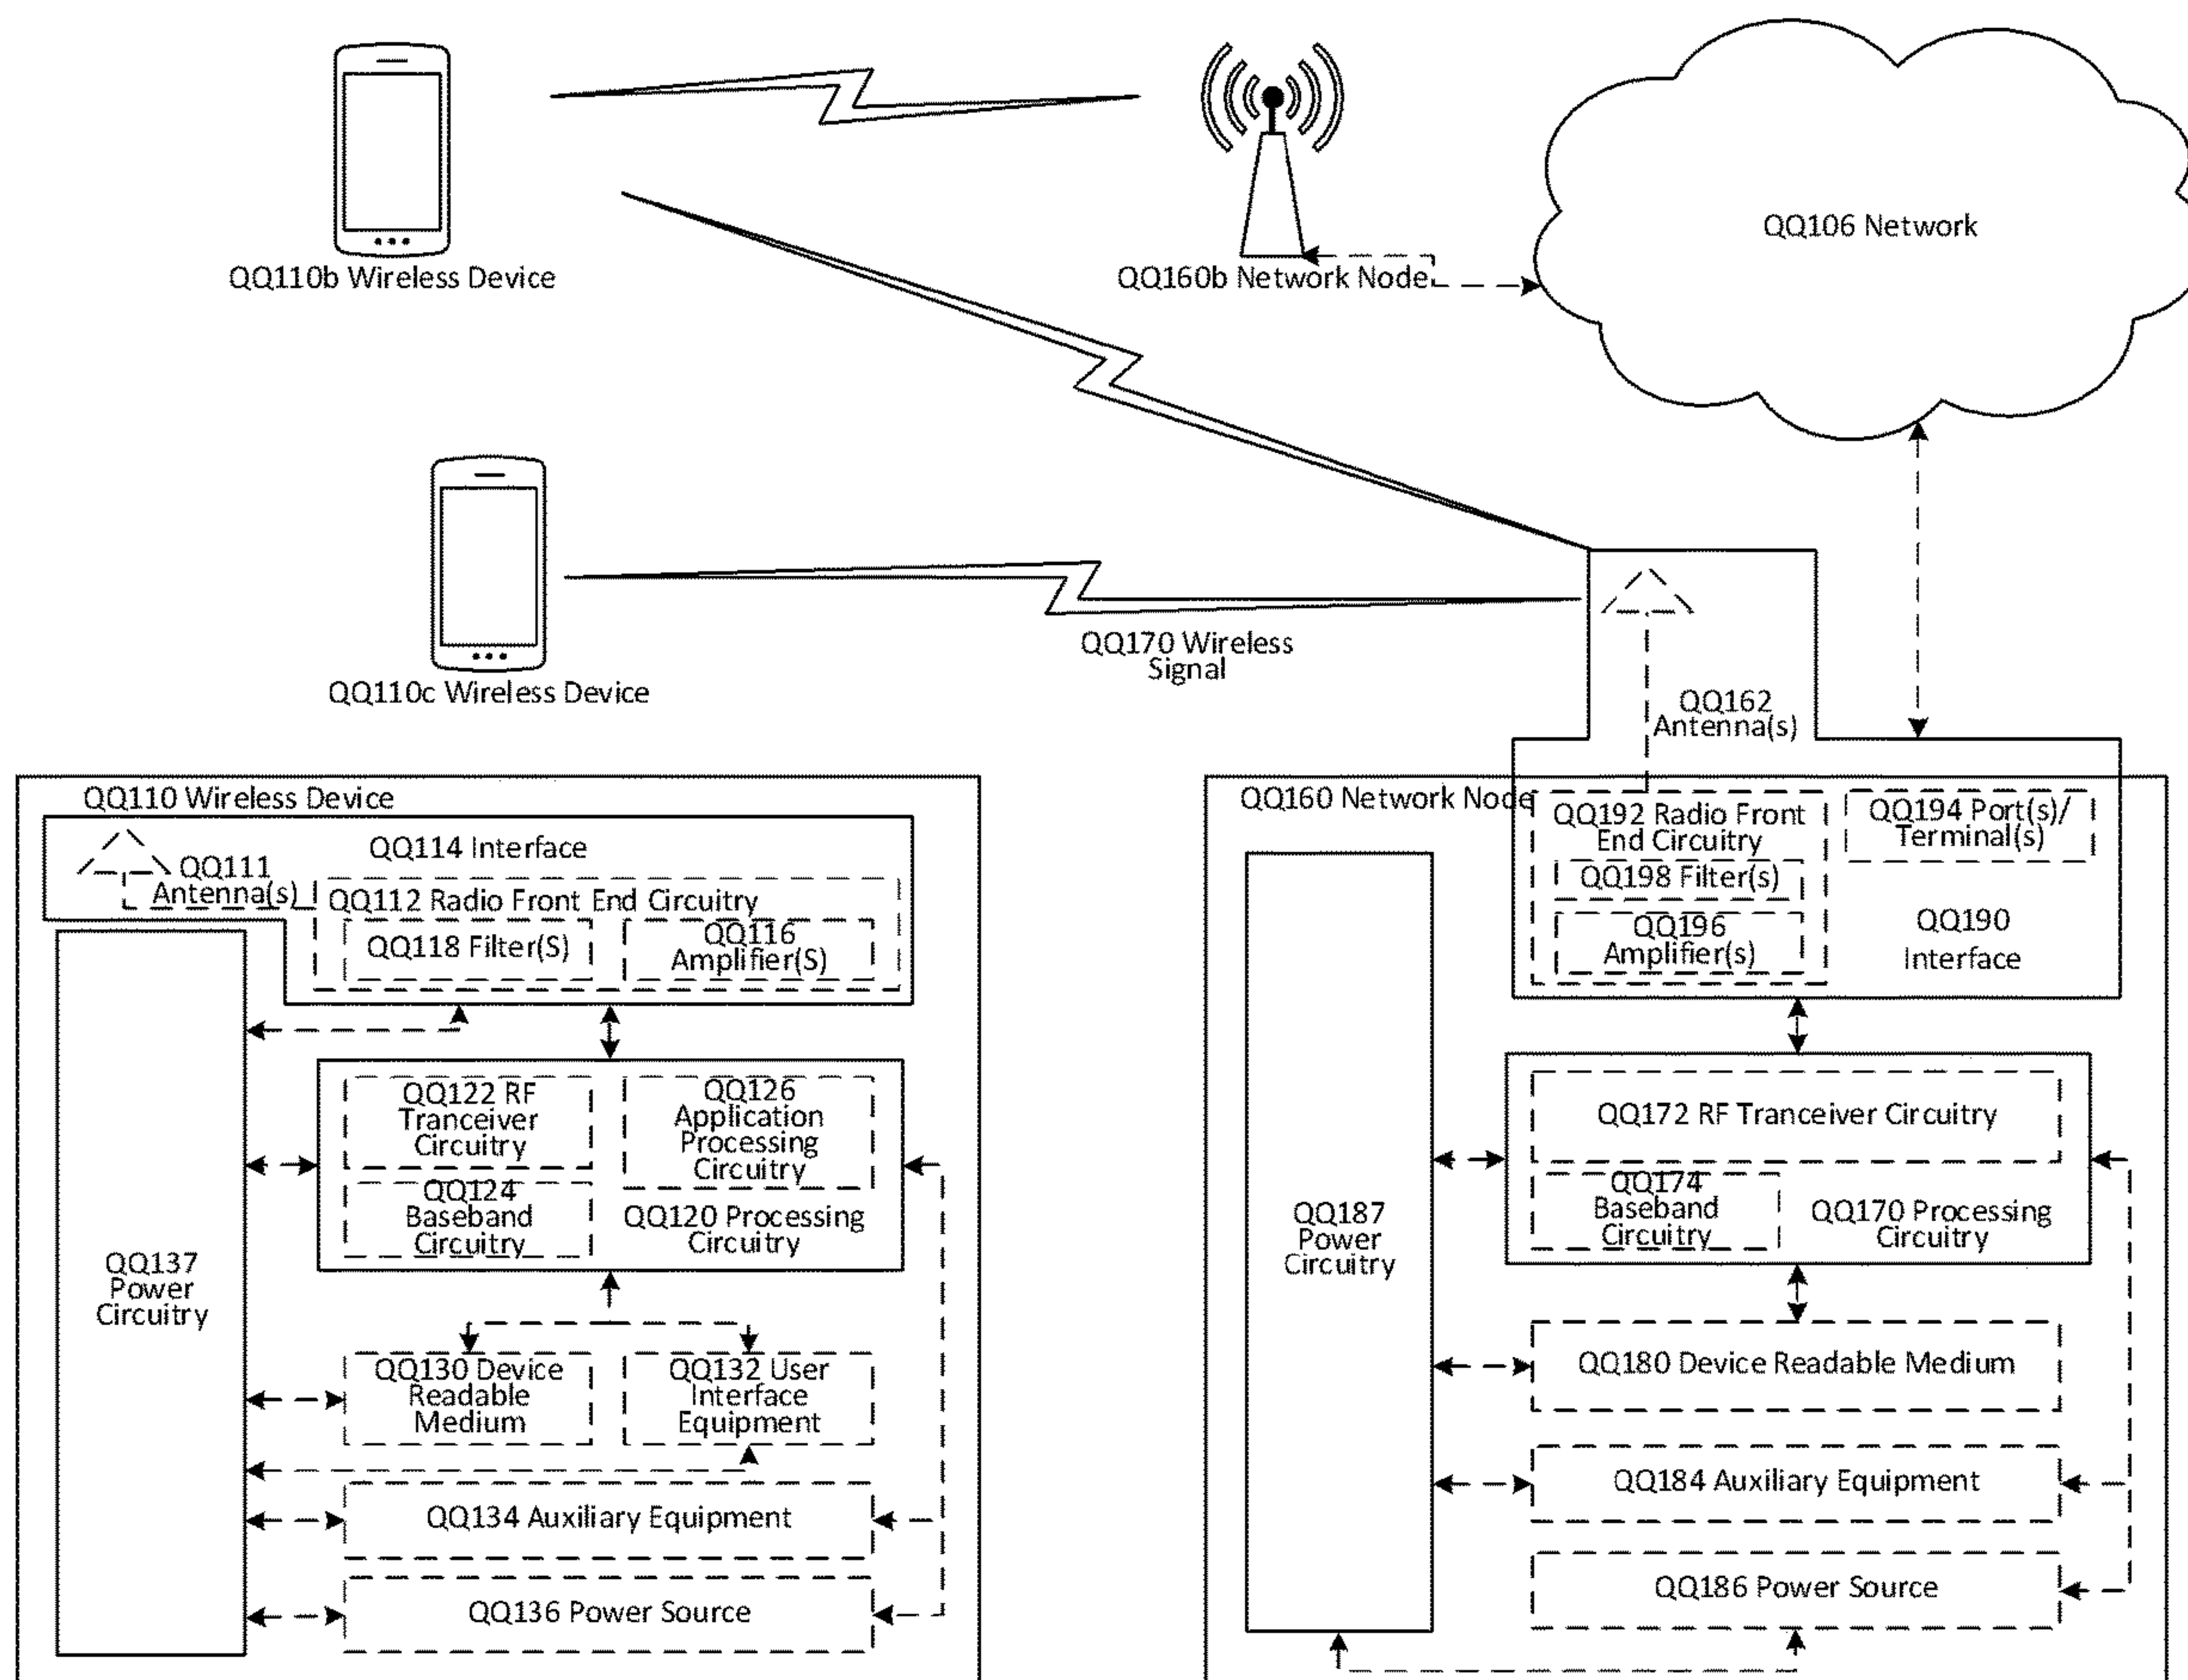 QQ106 Network
QQ110b Wireless Device
QQ160b Network Node
QQ170 Wireless
Signal
QQ110c Wireless Device
QQ162
Antenna(s)
QQ110 Wireless Device
QQ114 Interface
QQ111
Antenna(s)
QQ112 Radio Front End Circuitry
QQ118 Filter(S)
QQ116
Amplifier(S)
QQ137
Power
Circuitry
QQ122 RF
Tranceiver
Circuitry
QQ126
Application
Processing
Circuitry
QQ124
Baseband
Circuitry
QQ120 Processing
Circuitry
QQ130 Device
Readable
Medium
QQ132 User
Interface
Equipment
QQ134 Auxiliary Equipment
QQ136 Power Source
QQ160 Network Node
QQ192 Radio Front
End Circuitry
QQ198 Filter(s)
QQ196
Amplifier(s)
QQ194 Port(s)/
Terminal(s)
QQ190
Interface
QQ187
Power
Circuitry
QQ172 RF Tranceiver Circuitry
QQ174
Baseband
Circuitry
QQ170 Processing
Circuitry
QQ180 Device Readable Medium
QQ184 Auxiliary Equipment
QQ186 Power Source